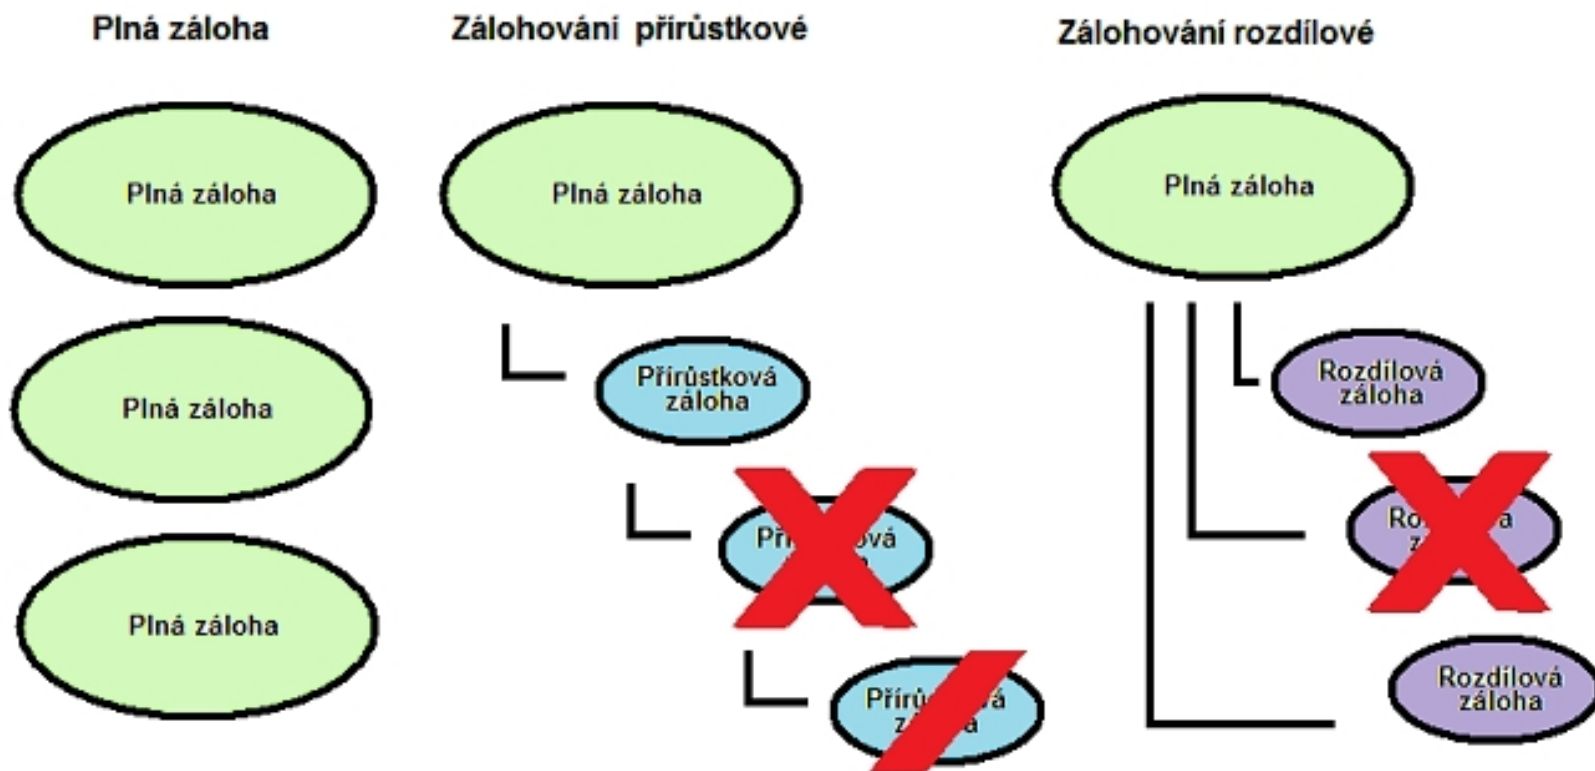 Plná záloha
Zálohování přírůstkové
Zálohování rozdílové
Plná záloha
Plná záloha
Plná záloha
Plná záloha
Přírůstková
záloha
Plná záloha
Rozdílová
záloha
Rozdílová
záloha